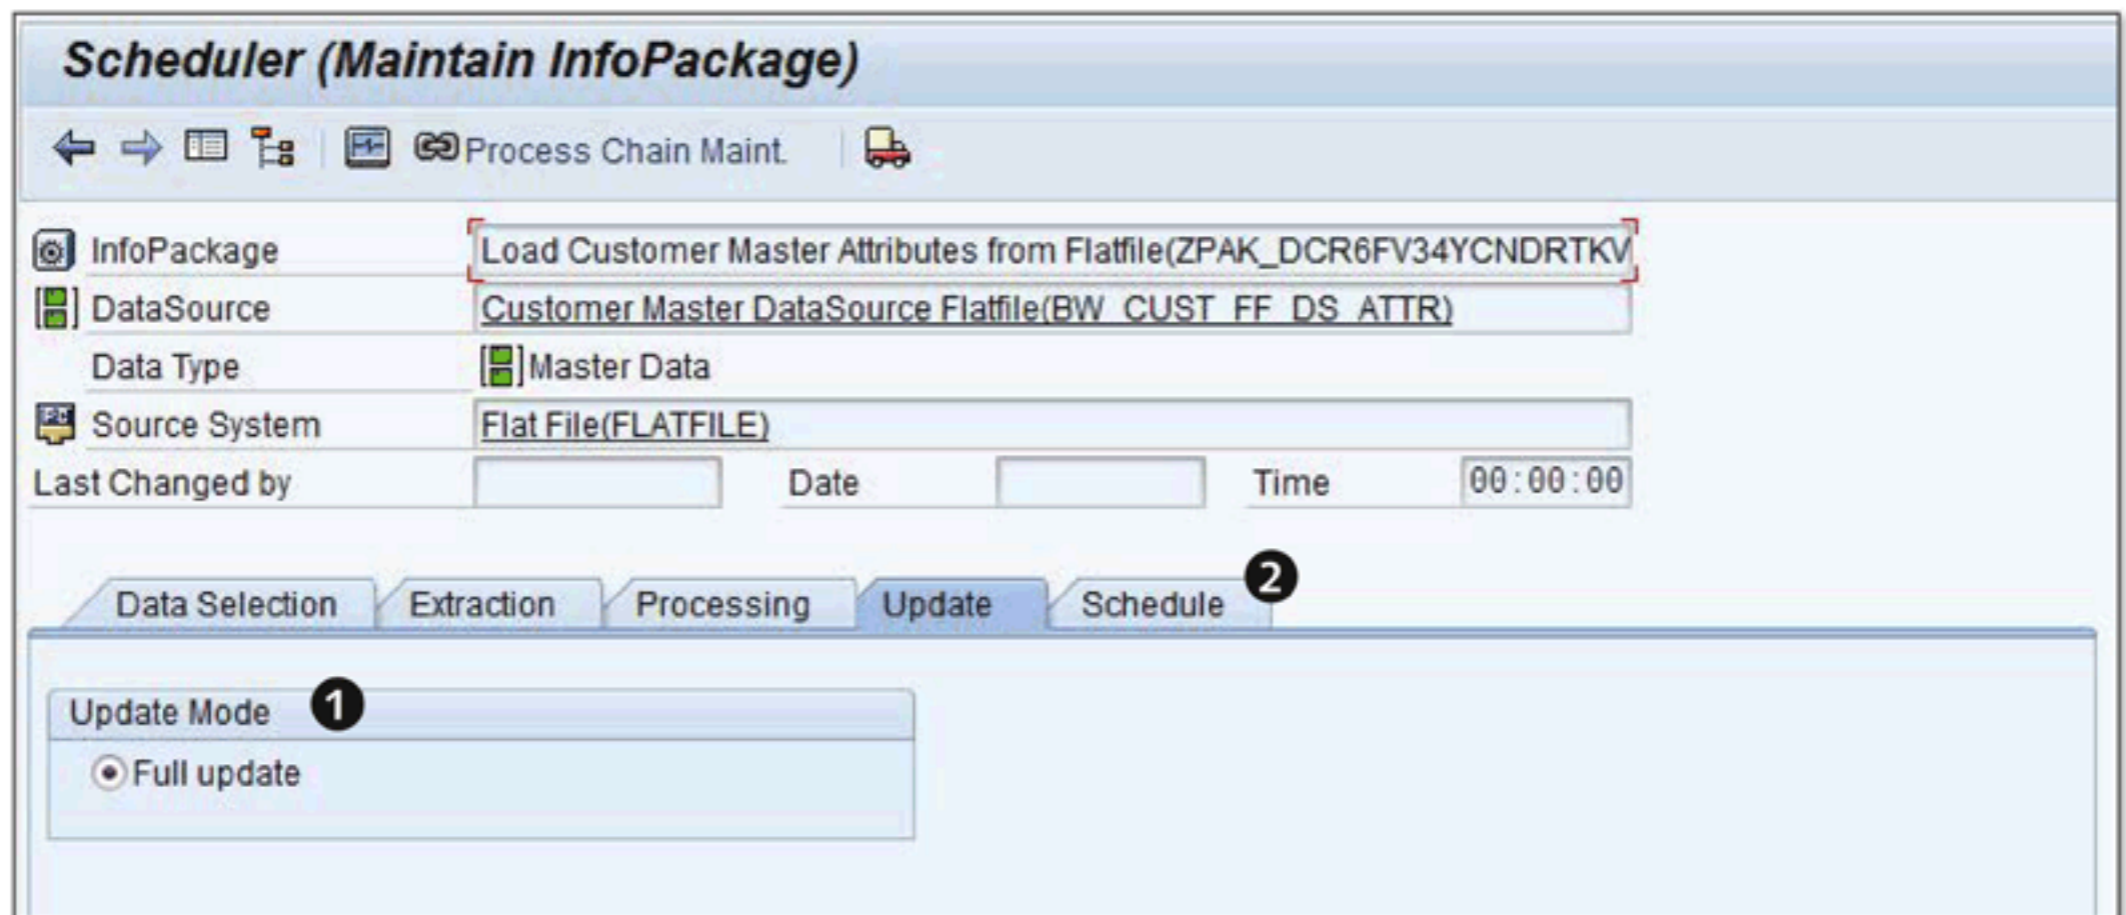 Scheduler (Maintain InfoPackage)
Process Chain Maint.
InfoPackage Load Customer Master Attributes from Flatfile(ZPAK_DCR6FV34YCNDRTKV
DataSource Customer Master DataSource Flatfile(BW_CUST_FF_DS_ATTR)
Data Type Master Data
Source System Flat File(FLATFILE)
Last Changed by Date Time 00:00:00
Data Selection Extraction Processing Update Schedule 2
Update Mode 1
Full update